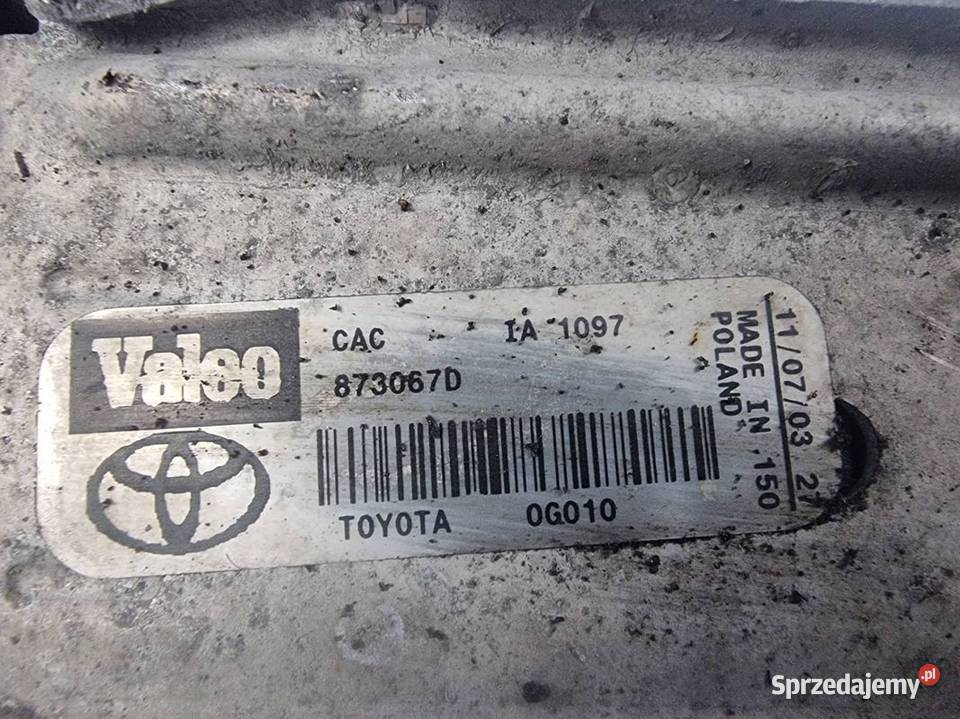 Valeo
CAC IA 1097
873067D
TOYOTA 0G010
11/07/03 27
MADE IN 150
POLAND
Sprzedajemy.pl